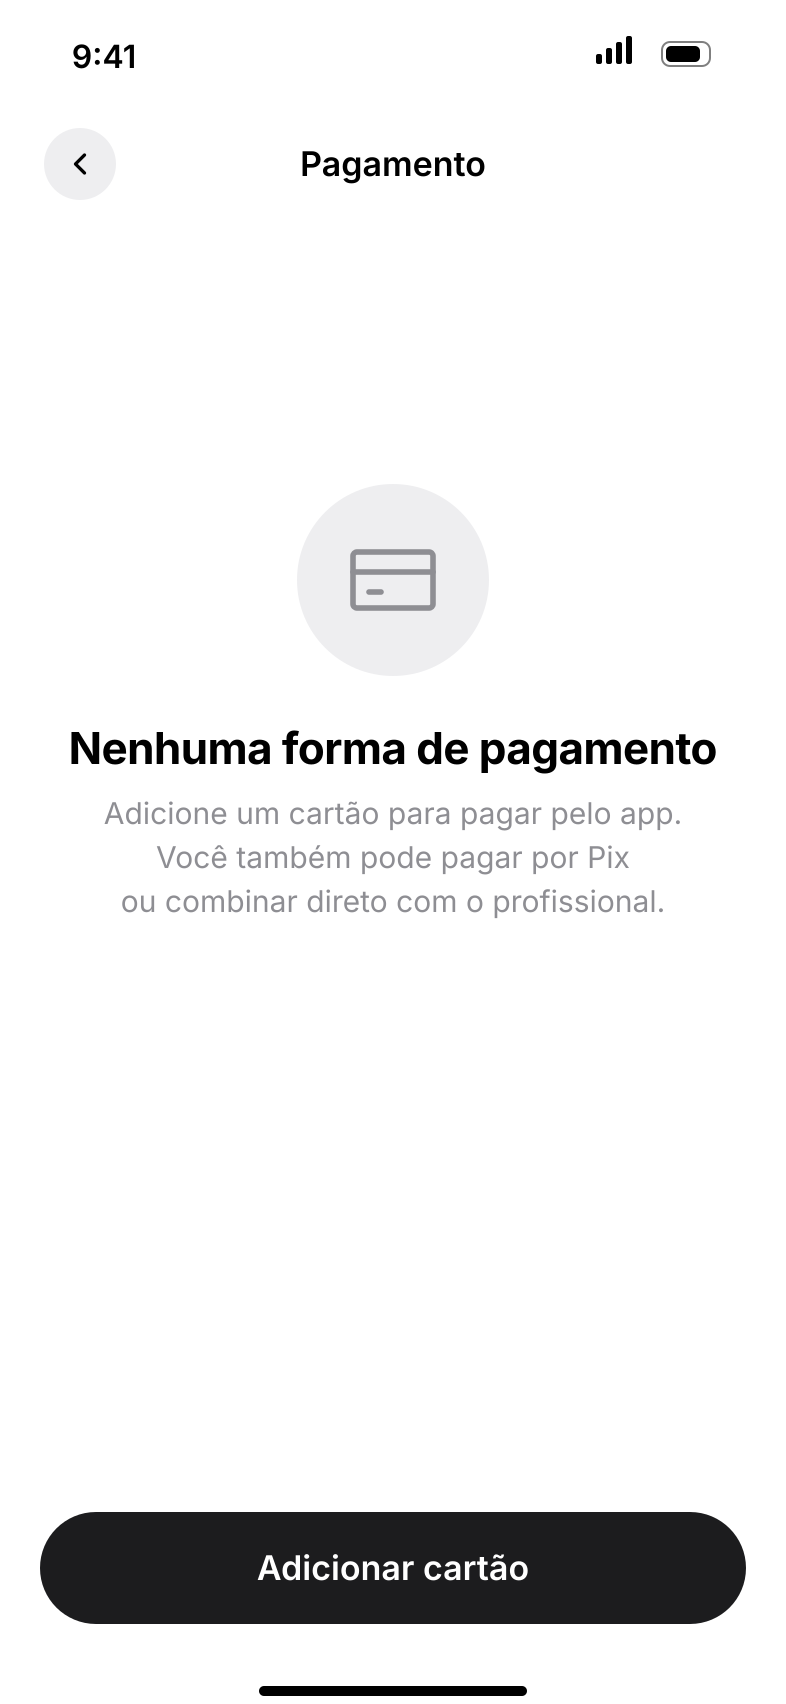 9:41
Pagamento
Nenhuma forma de pagamento
Adicione um cartão para pagar pelo app.
Você também pode pagar por Pix
ou combinar direto com o profissional.
Adicionar cartão